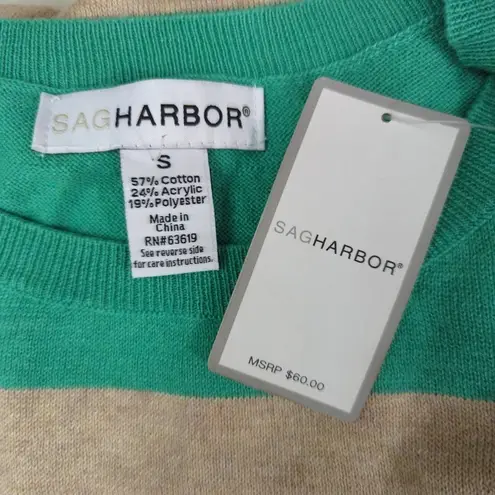 SAGHARBOR®
S
57% Cotton
24% Acrylic
19% Polyester
Made in
China
RN#63619
See reverse side
for care instructions.
SAGHARBOR®
MSRP $60.00